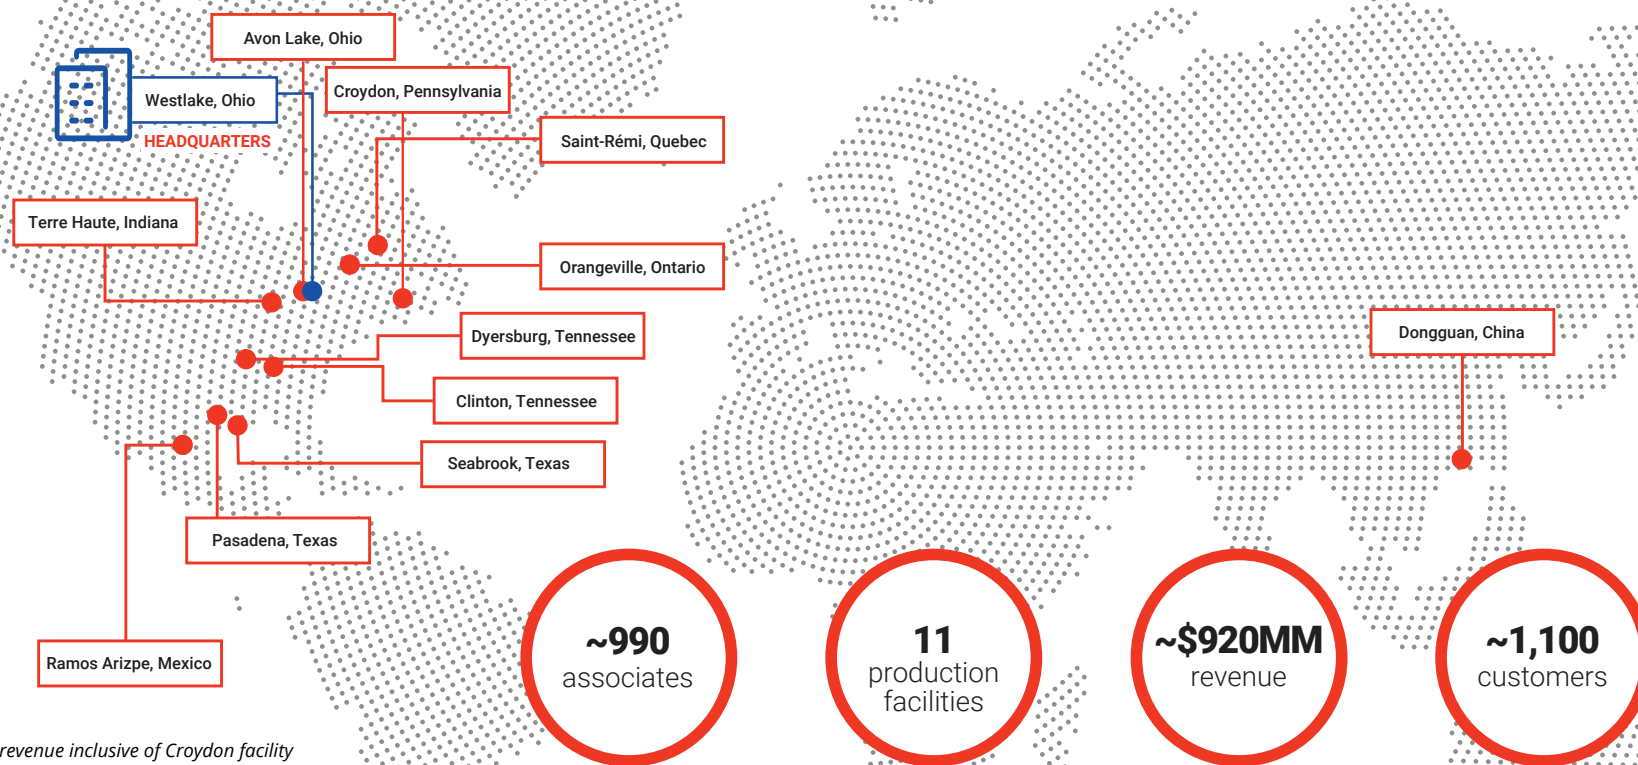 Avon Lake, Ohio
Westlake, Ohio
HEADQUARTERS
Croydon, Pennsylvania
Saint-Rémi, Quebec
Terre Haute, Indiana
Orangeville, Ontario
Dyersburg, Tennessee
Dongguan, China
Clinton, Tennessee
Seabrook, Texas
Pasadena, Texas
Ramos Arizpe, Mexico
~990
associates
11
production
facilities
~$920MM
revenue
~1,100
customers
revenue inclusive of Croydon facility